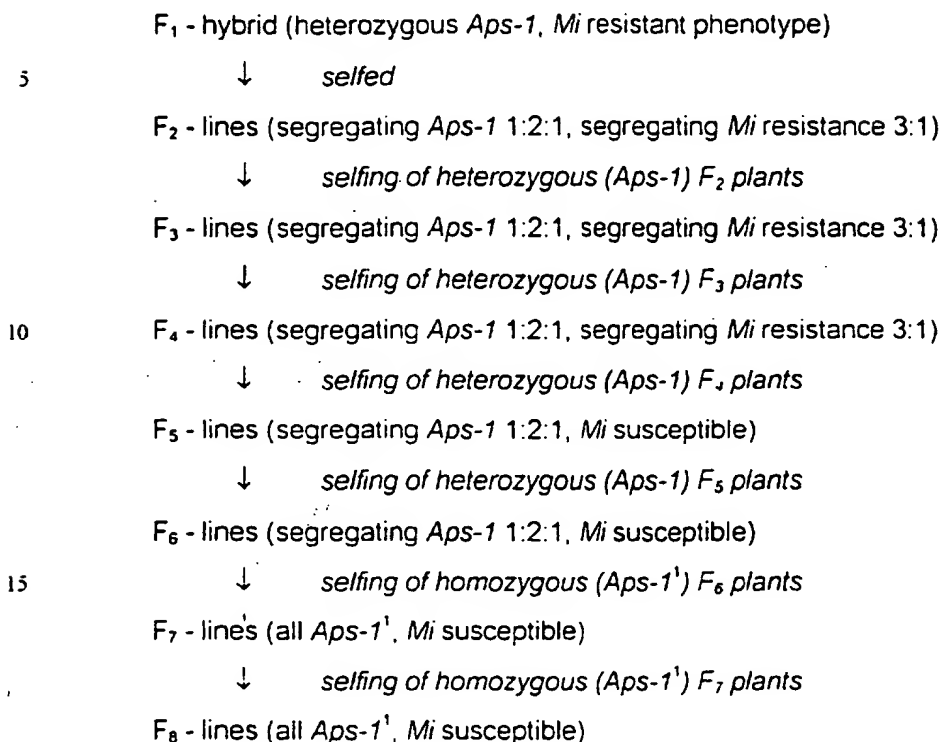 F₁ - hybrid (heterozygous Aps-1, Mi resistant phenotype)
5 ↓ selfed
F₂ - lines (segregating Aps-1 1:2:1, segregating Mi resistance 3:1)
↓ selfing of heterozygous (Aps-1) F₂ plants
F₃ - lines (segregating Aps-1 1:2:1, segregating Mi resistance 3:1)
↓ selfing of heterozygous (Aps-1) F₃ plants
10 F₄ - lines (segregating Aps-1 1:2:1, segregating Mi resistance 3:1)
↓ selfing of heterozygous (Aps-1) F₄ plants
F₅ - lines (segregating Aps-1 1:2:1, Mi susceptible)
↓ selfing of heterozygous (Aps-1) F₅ plants
F₆ - lines (segregating Aps-1 1:2:1, Mi susceptible)
15 ↓ selfing of homozygous (Aps-1¹) F₆ plants
F₇ - lines (all Aps-1¹, Mi susceptible)
↓ selfing of homozygous (Aps-1¹) F₇ plants
F₈ - lines (all Aps-1¹, Mi susceptible)